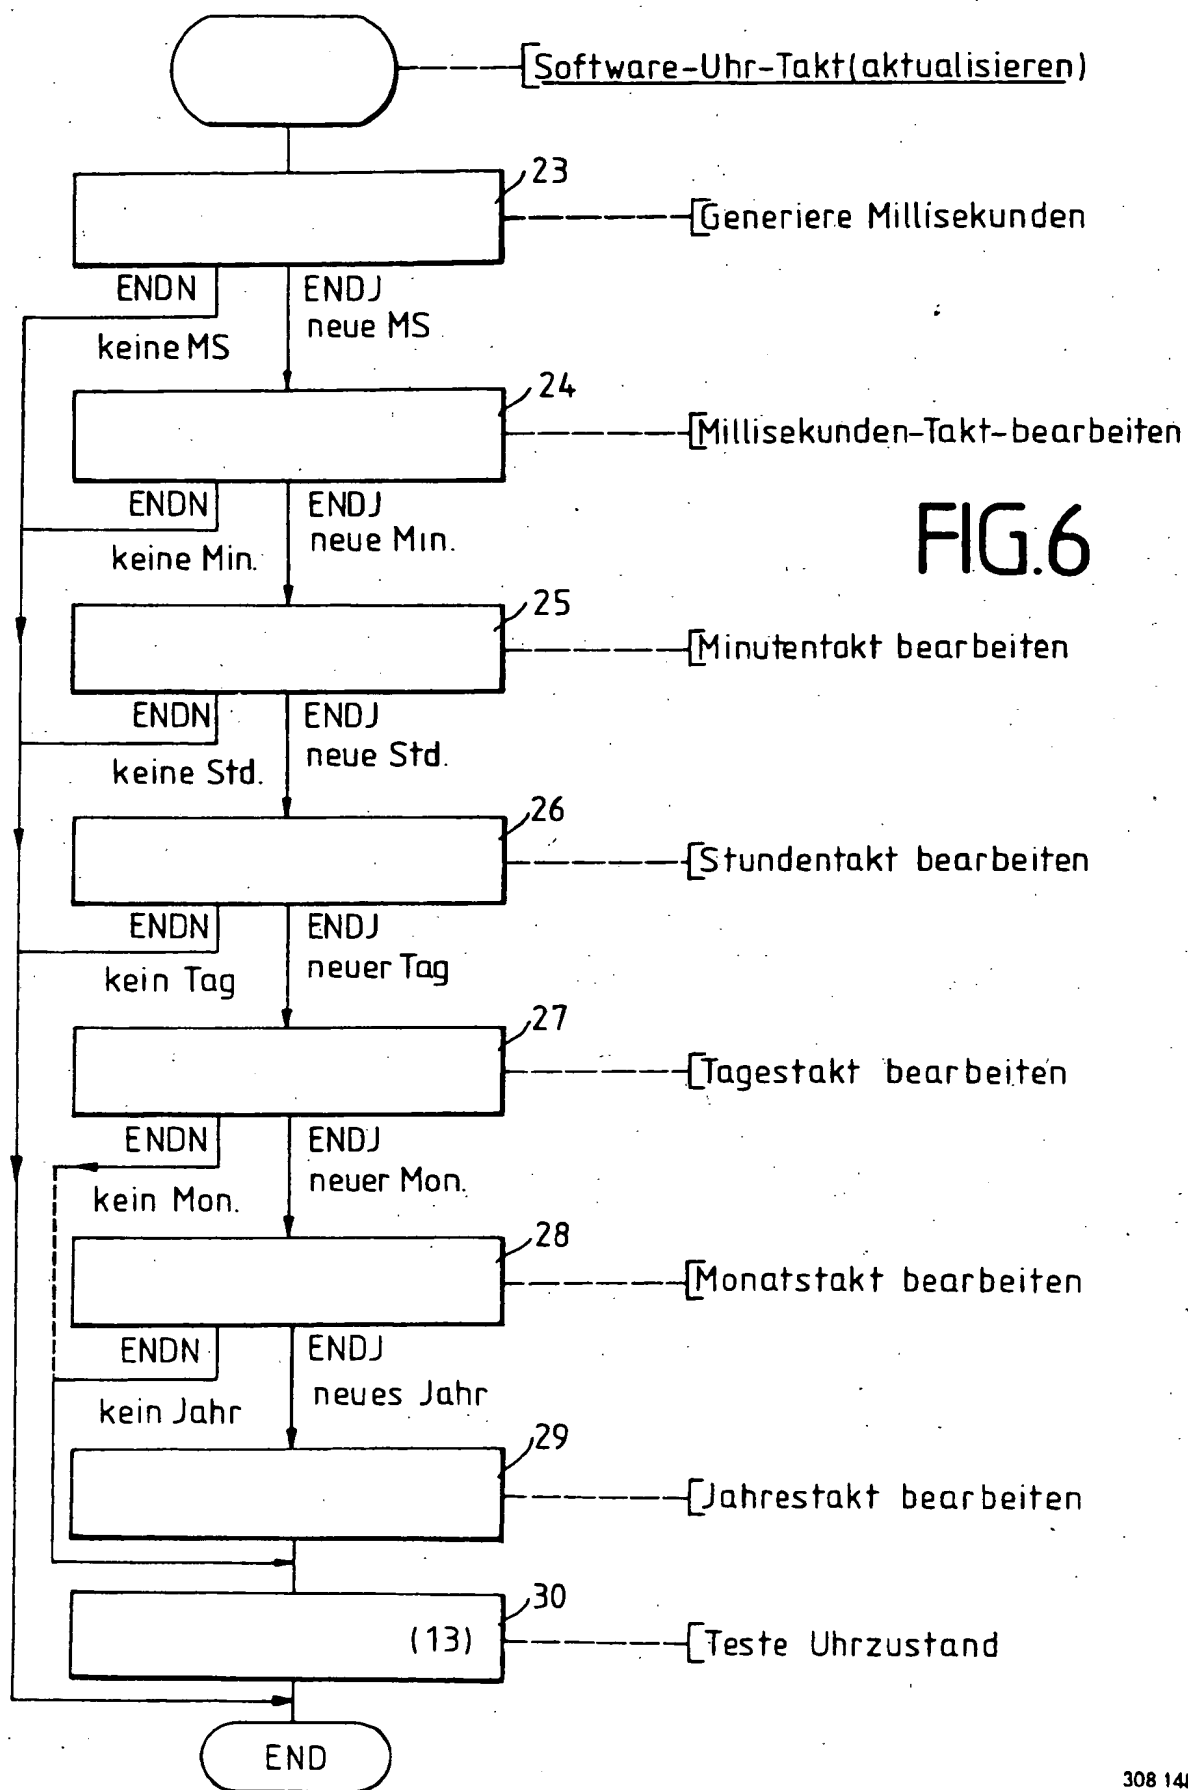 Software-Uhr-Takt(aktualisieren)
23
Generiere Millisekunden
ENDN
ENDJ
keine MS
neue MS
24
Millisekunden-Takt-bearbeiten
ENDN
ENDJ
keine Min.
neue Min.
FIG.6
25
Minutentakt bearbeiten
ENDN
ENDJ
keine Std.
neue Std.
26
Stundentakt bearbeiten
ENDN
ENDJ
kein Tag
neuer Tag
27
Tagestakt bearbeiten
ENDN
ENDJ
kein Mon.
neuer Mon.
28
Monatstakt bearbeiten
ENDN
ENDJ
kein Jahr
neues Jahr
29
Jahrestakt bearbeiten
30
(13)
Teste Uhrzustand
END